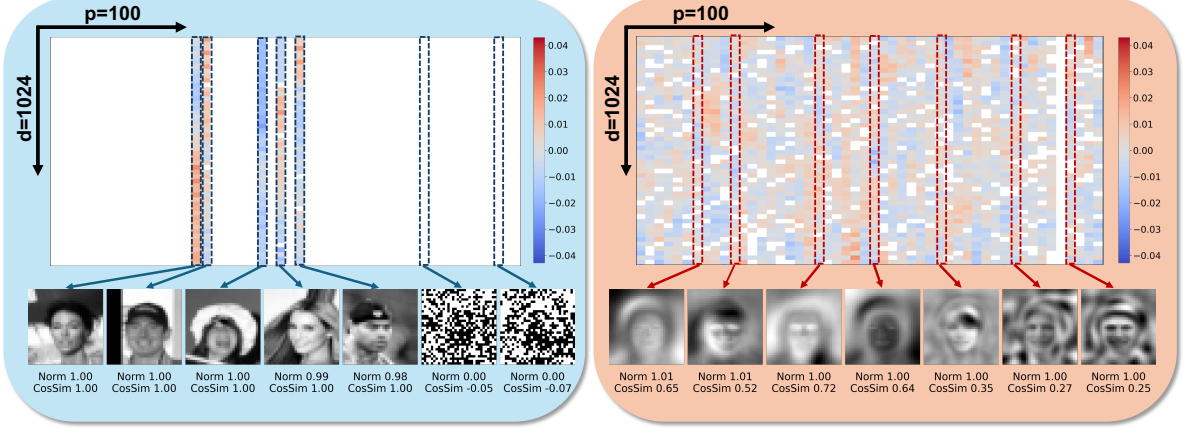 p=100
d=1024
0.04
0.03
0.02
0.01
0.00
−0.01
−0.02
−0.03
−0.04
Norm 1.00
CosSim 1.00
Norm 1.00
CosSim 1.00
Norm 1.00
CosSim 1.00
Norm 0.99
CosSim 1.00
Norm 0.98
CosSim 1.00
Norm 0.00
CosSim -0.05
Norm 0.00
CosSim -0.07
p=100
d=1024
0.04
0.03
0.02
0.01
0.00
−0.01
−0.02
−0.03
−0.04
Norm 1.01
CosSim 0.65
Norm 1.01
CosSim 0.52
Norm 1.00
CosSim 0.72
Norm 1.00
CosSim 0.64
Norm 1.00
CosSim 0.35
Norm 1.00
CosSim 0.27
Norm 1.00
CosSim 0.25